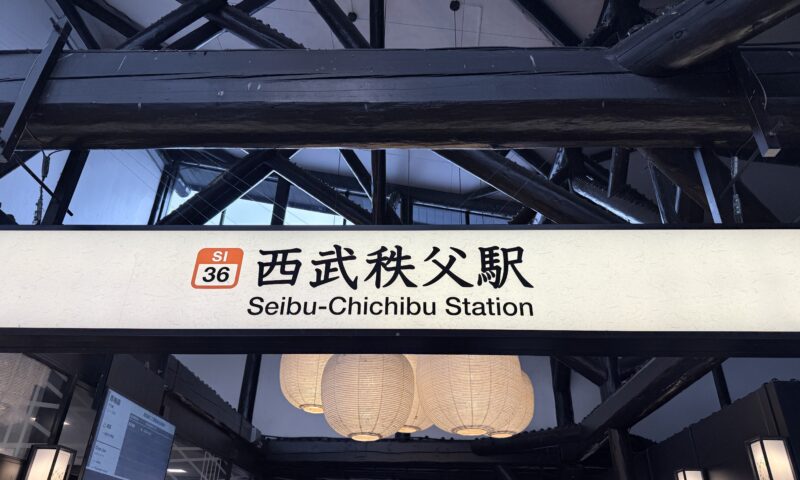 SI
36
西武秩父駅
Seibu-Chichibu Station